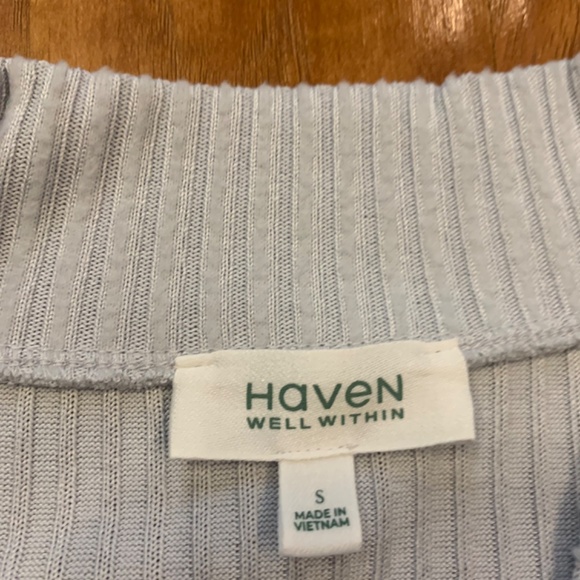 Haven
WELL WITHIN
S
MADE IN
VIETNAM